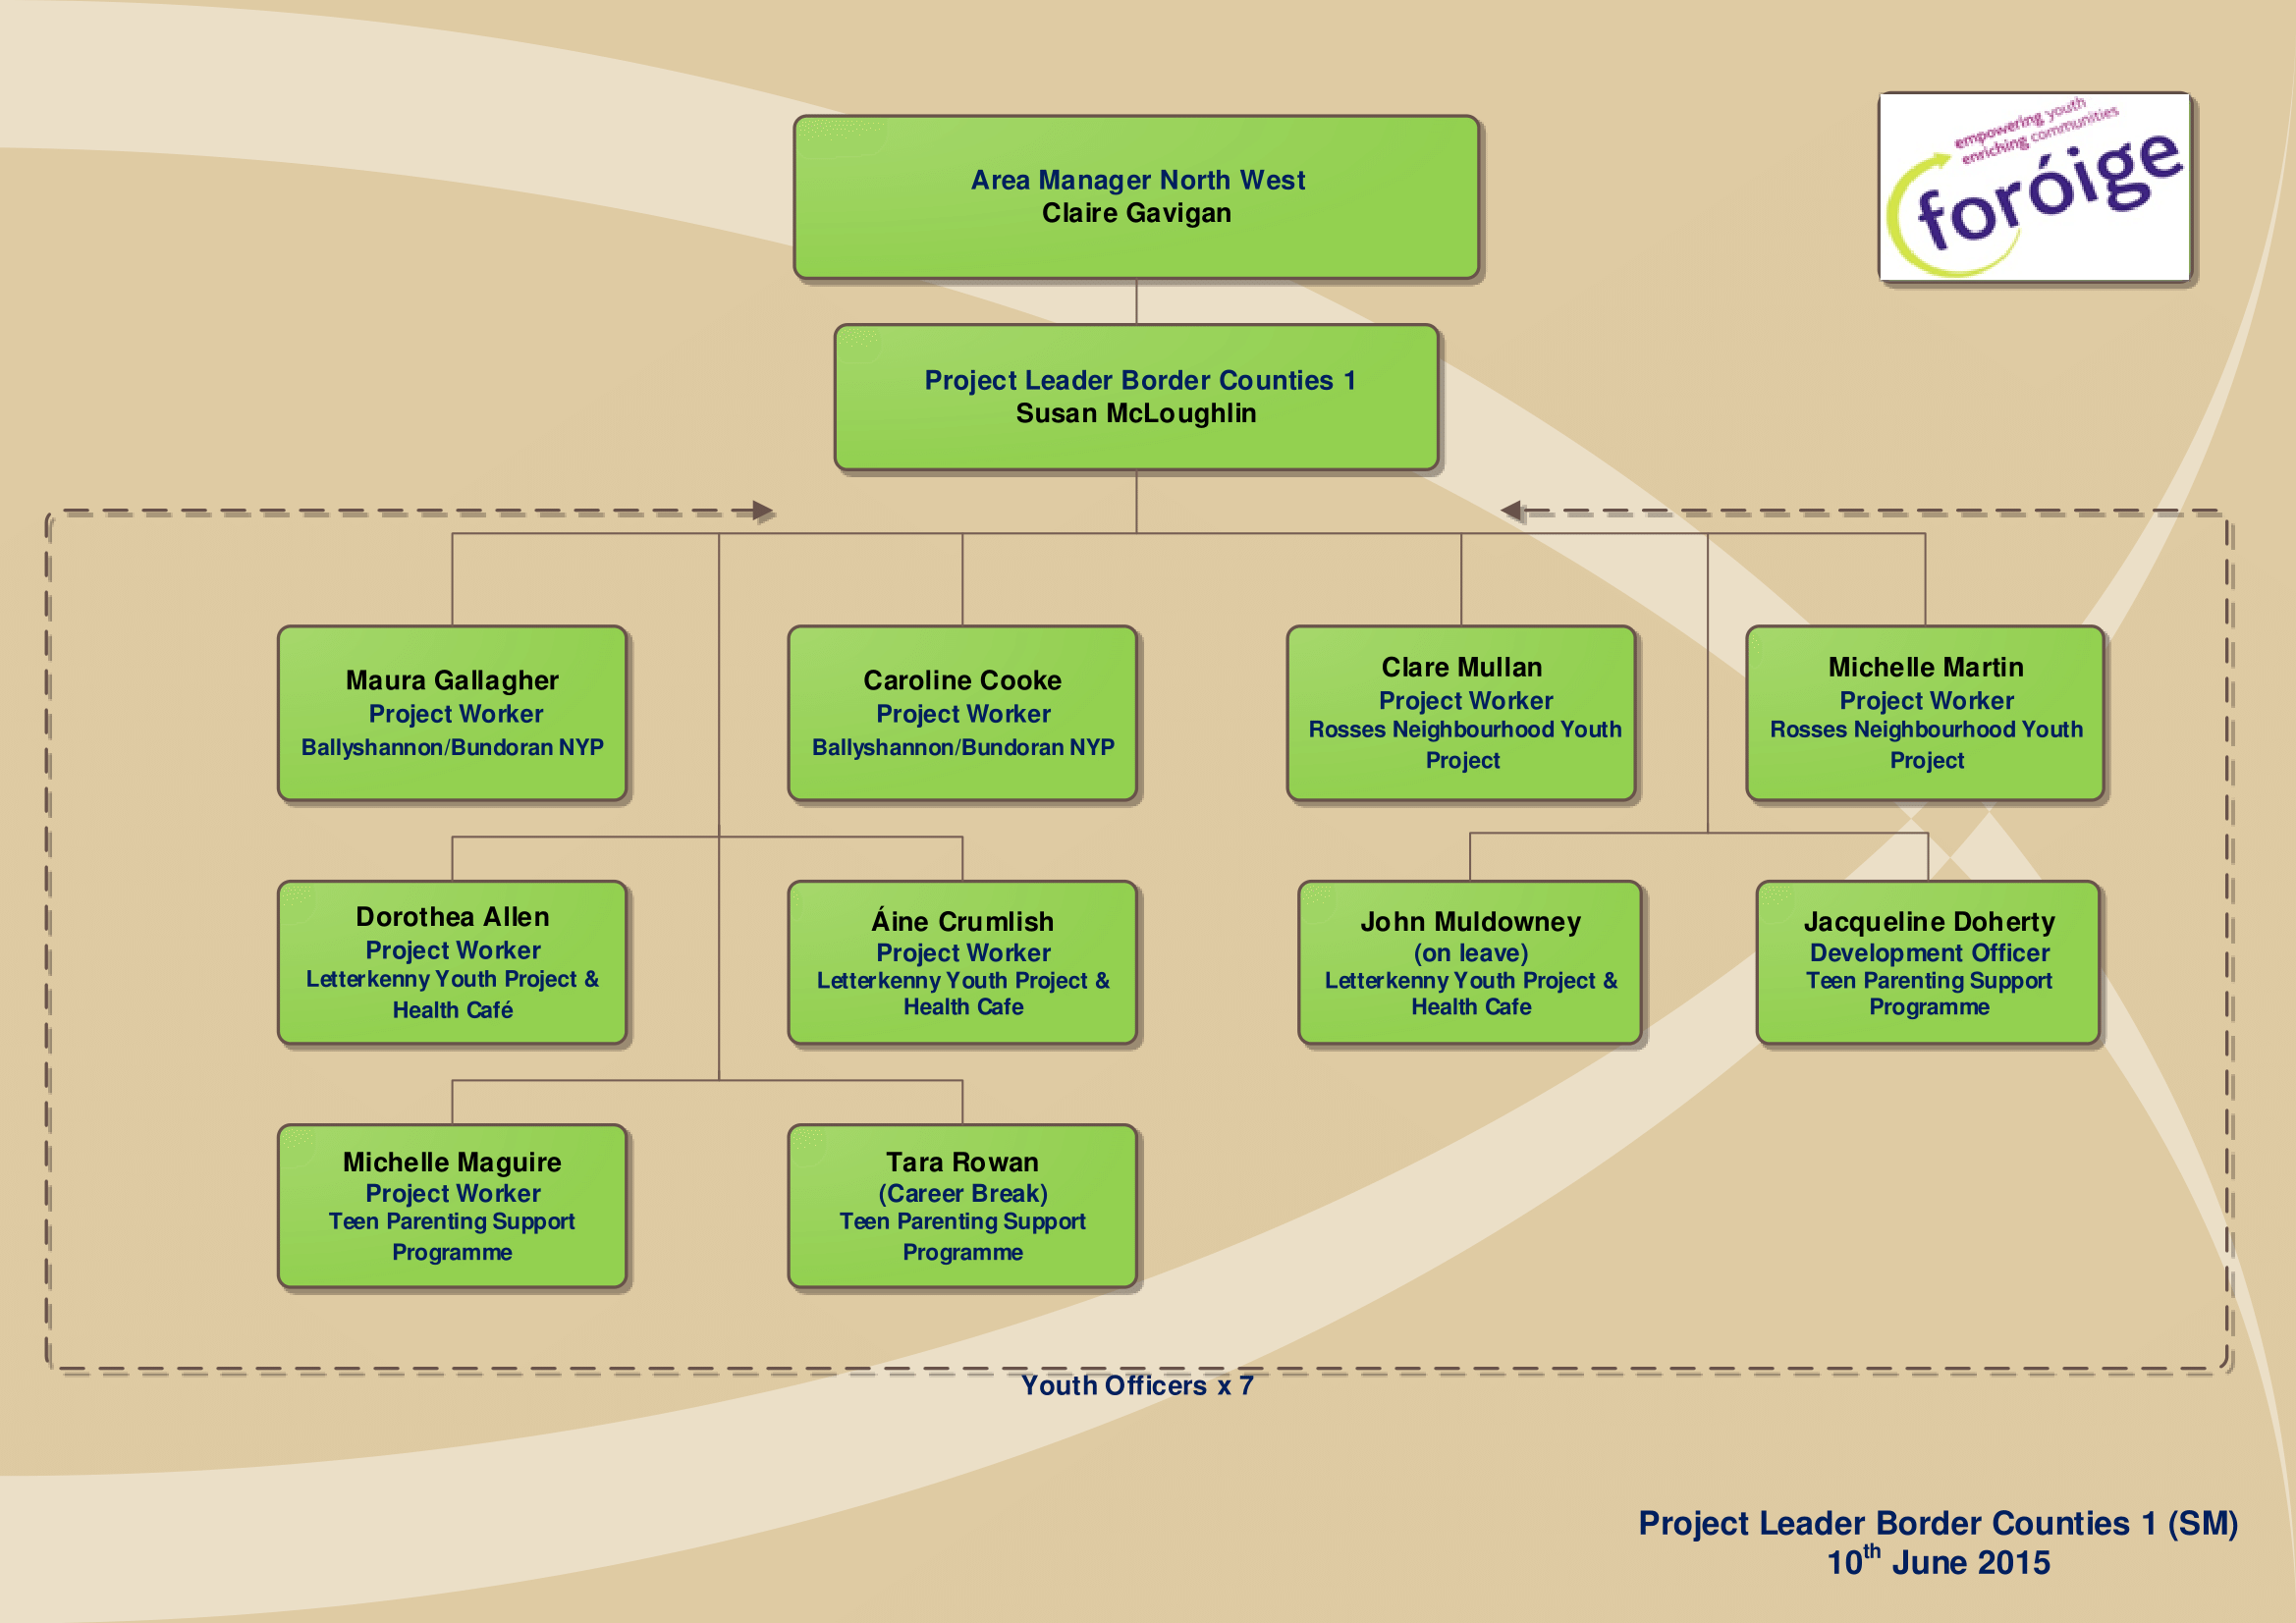 empowering youth
enriching communities
foróige
Area Manager North West
Claire Gavigan
Project Leader Border Counties 1
Susan McLoughlin
Maura Gallagher
Project Worker
Ballyshannon/Bundoran NYP
Caroline Cooke
Project Worker
Ballyshannon/Bundoran NYP
Clare Mullan
Project Worker
Rosses Neighbourhood Youth
Project
Michelle Martin
Project Worker
Rosses Neighbourhood Youth
Project
Dorothea Allen
Project Worker
Letterkenny Youth Project &
Health Café
Áine Crumlish
Project Worker
Letterkenny Youth Project &
Health Cafe
John Muldowney
(on leave)
Letterkenny Youth Project &
Health Cafe
Jacqueline Doherty
Development Officer
Teen Parenting Support
Programme
Michelle Maguire
Project Worker
Teen Parenting Support
Programme
Tara Rowan
(Career Break)
Teen Parenting Support
Programme
Youth Officers x 7
Project Leader Border Counties 1 (SM)
10th June 2015